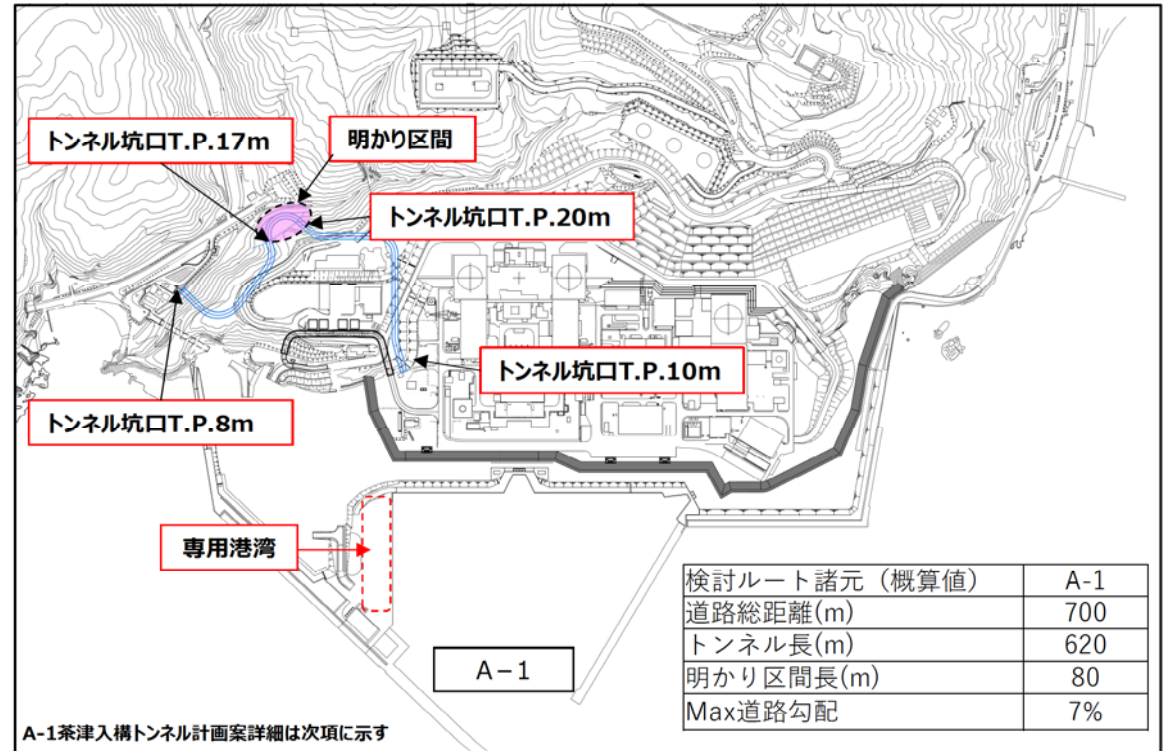 トンネル坑口T.P.17m
明かり区間
トンネル坑口T.P.20m
トンネル坑口T.P.10m
トンネル坑口T.P.8m
専用港湾
検討ルート諸元（概算値） A-1
道路総距離(m) 700
トンネル長(m) 620
明かり区間長(m) 80
Max道路勾配 7%
A−1
A-1茶津入構トンネル計画案詳細は次項に示す